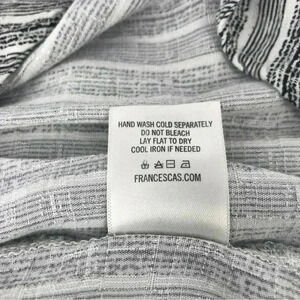 HAND WASH COLD SEPARATELY
DO NOT BLEACH
LAY FLAT TO DRY
COOL IRON IF NEEDED
FRANCESCAS.COM